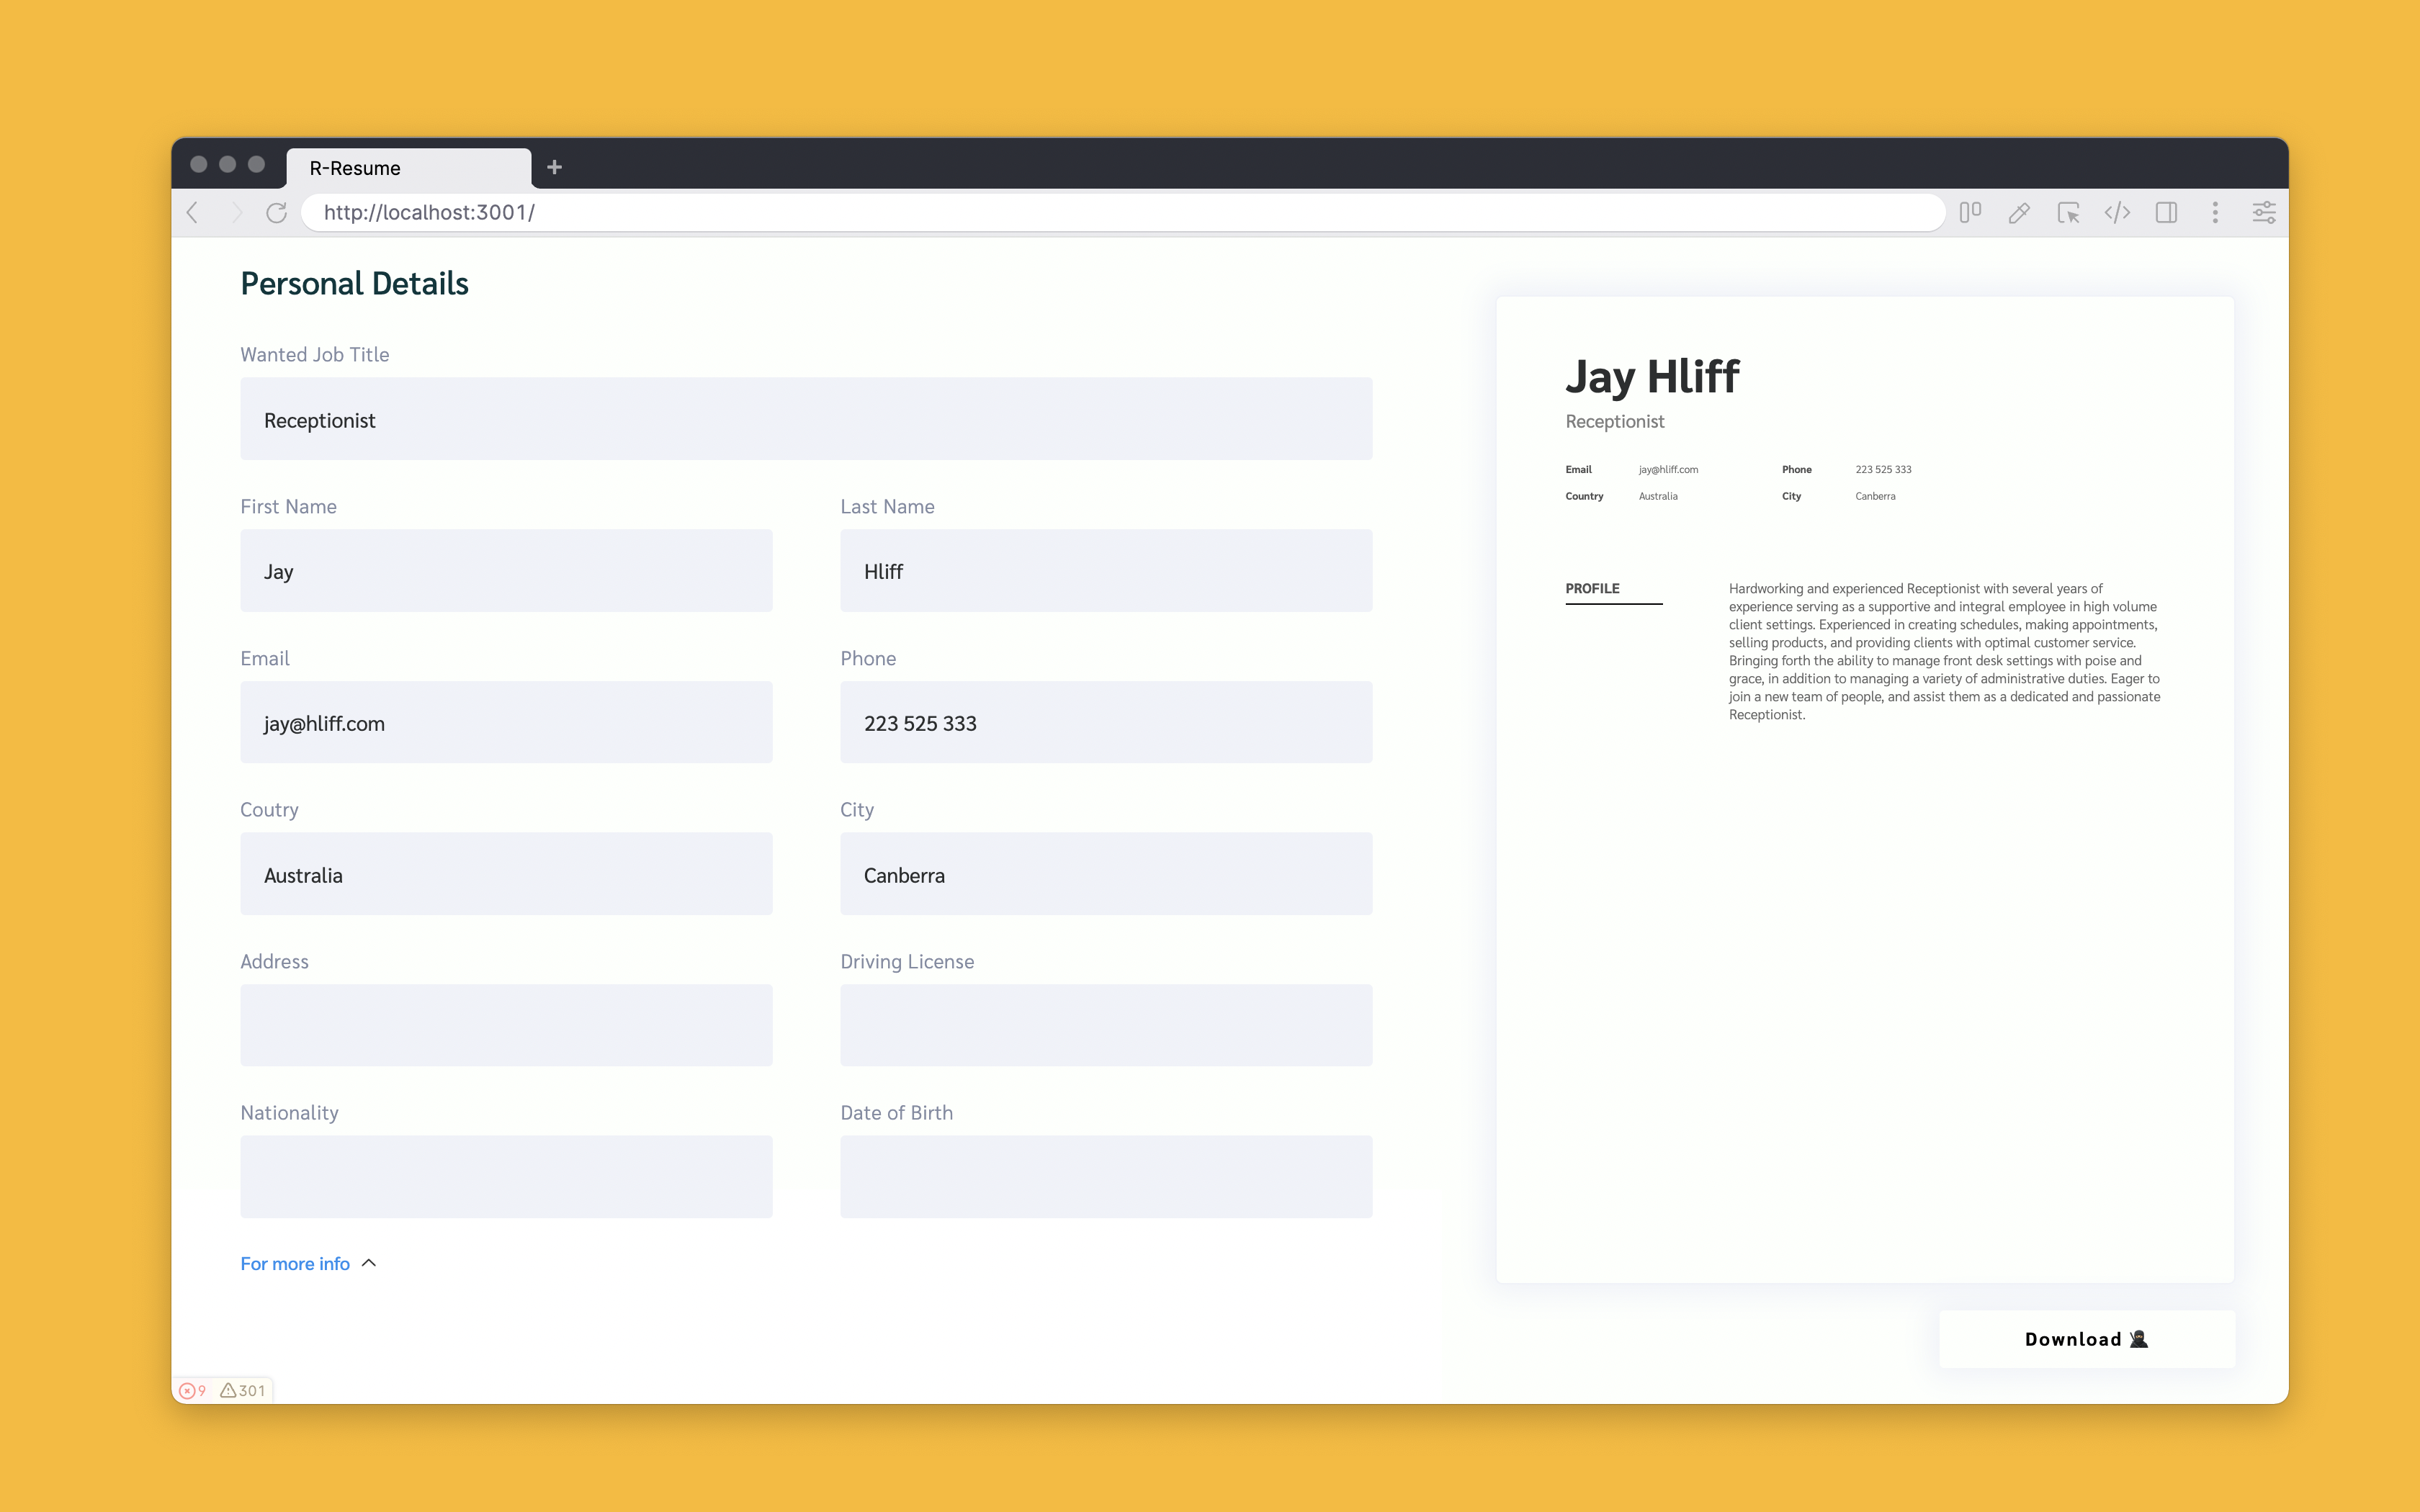 R-Resume
http://localhost:3001/
Personal Details
Wanted Job Title
Receptionist
First Name
Last Name
Jay
Hliff
Email
Phone
jay@hliff.com
223 525 333
Coutry
City
Australia
Canberra
Address
Driving License
Nationality
Date of Birth
For more info
9 301
Jay Hliff
Receptionist
Email jay@hliff.com Phone 223 525 333
Country Australia City Canberra
PROFILE
Hardworking and experienced Receptionist with several years of
experience serving as a supportive and integral employee in high volume
client settings. Experienced in creating schedules, making appointments,
selling products, and providing clients with optimal customer service.
Bringing forth the ability to manage front desk settings with poise and
grace, in addition to managing a variety of administrative duties. Eager to
join a new team of people, and assist them as a dedicated and passionate
Receptionist.
Download